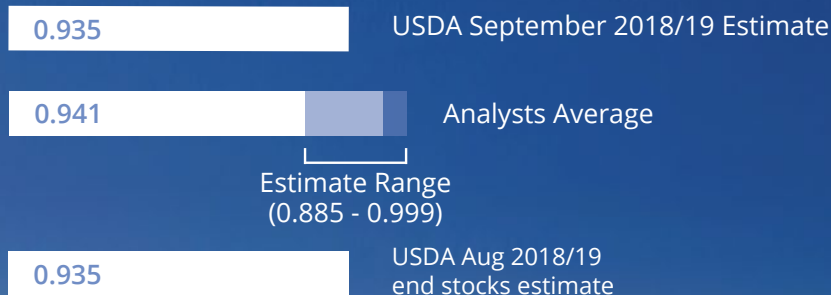 0.935 USDA September 2018/19 Estimate
0.941 Analysts Average
Estimate Range
(0.885 - 0.999)
0.935 USDA Aug 2018/19
end stocks estimate